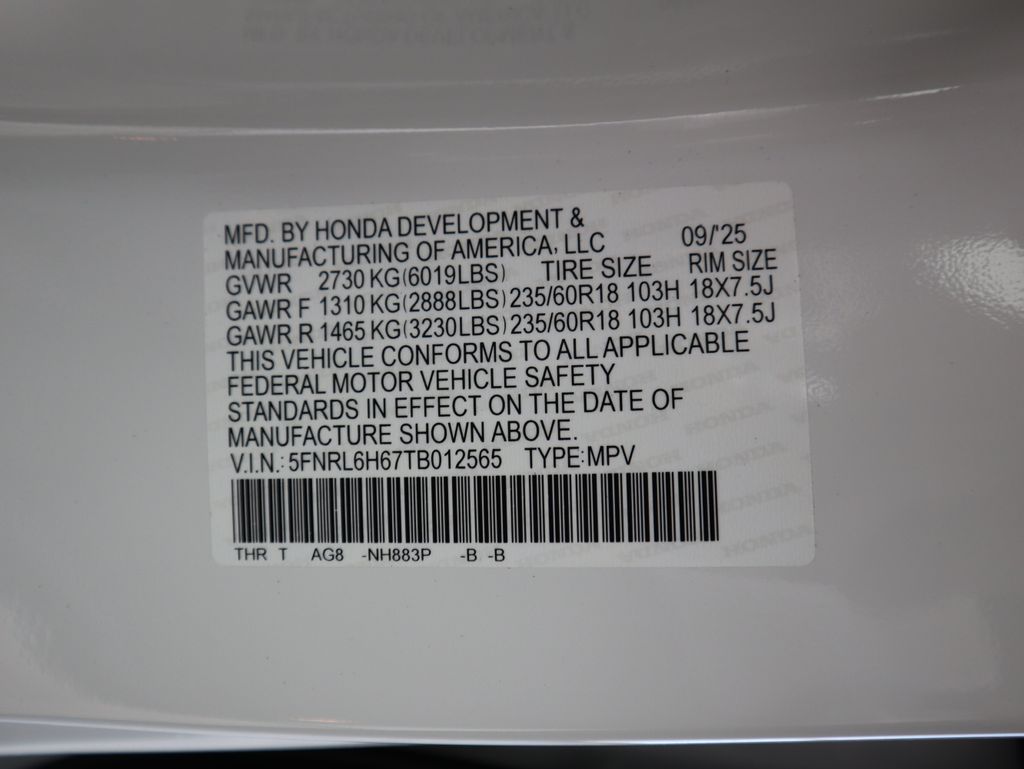 MFD. BY HONDA DEVELOPMENT &
MANUFACTURING OF AMERICA, LLC 09/'25
GVWR 2730 KG(6019LBS) TIRE SIZE RIM SIZE
GAWR F 1310 KG(2888LBS) 235/60R18 103H 18X7.5J
GAWR R 1465 KG(3230LBS) 235/60R18 103H 18X7.5J
THIS VEHICLE CONFORMS TO ALL APPLICABLE
FEDERAL MOTOR VEHICLE SAFETY
STANDARDS IN EFFECT ON THE DATE OF
MANUFACTURE SHOWN ABOVE.
V.I.N.: 5FNRL6H67TB012565 TYPE:MPV
THR T AG8 -NH883P -B -B